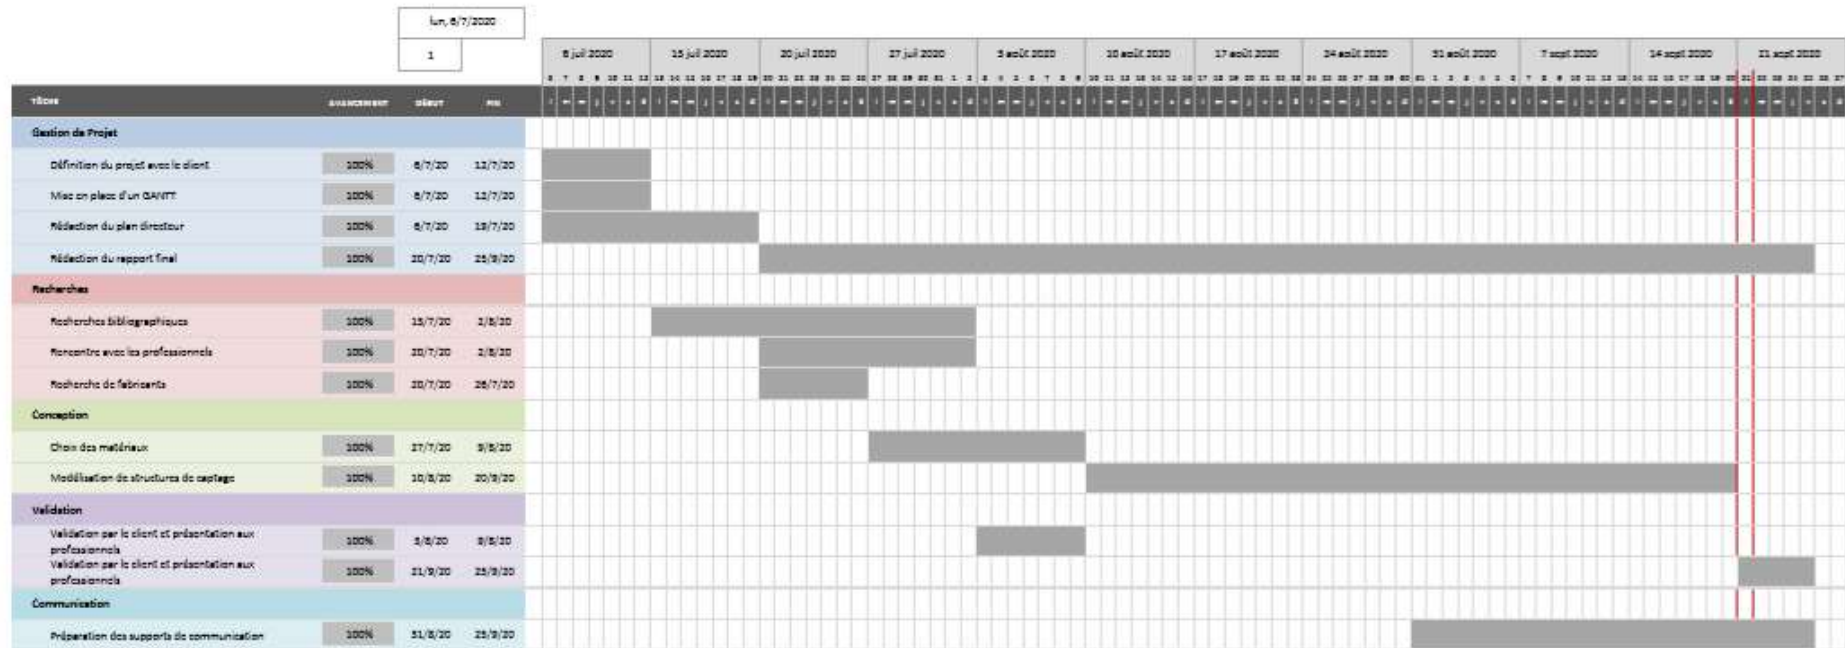 lun, 6/7/2020
1
6 juil 2020 13 juil 2020 20 juil 2020 27 juil 2020 3 août 2020 10 août 2020 17 août 2020 24 août 2020 31 août 2020 7 sept 2020 14 sept 2020 21 sept 2020
TÂCHE AVANCEMENT DÉBUT FIN
Gestion de Projet
Définition du projet avec le client 100% 6/7/20 12/7/20
Mise en place d'un GANTT 100% 6/7/20 12/7/20
Rédaction du plan directeur 100% 6/7/20 19/7/20
Rédaction du rapport final 100% 20/7/20 25/9/20
Recherches
Recherches bibliographiques 100% 13/7/20 2/8/20
Rencontre avec les professionnels 100% 20/7/20 2/8/20
Recherche de fabricants 100% 20/7/20 26/7/20
Conception
Choix des matériaux 100% 27/7/20 9/8/20
Modélisation de structures de captage 100% 10/8/20 20/9/20
Validation
Validation par le client et présentation aux
professionnels 100% 3/8/20 9/8/20
Validation par le client et présentation aux
professionnels 100% 21/9/20 25/9/20
Communication
Préparation des supports de communication 100% 31/8/20 25/9/20